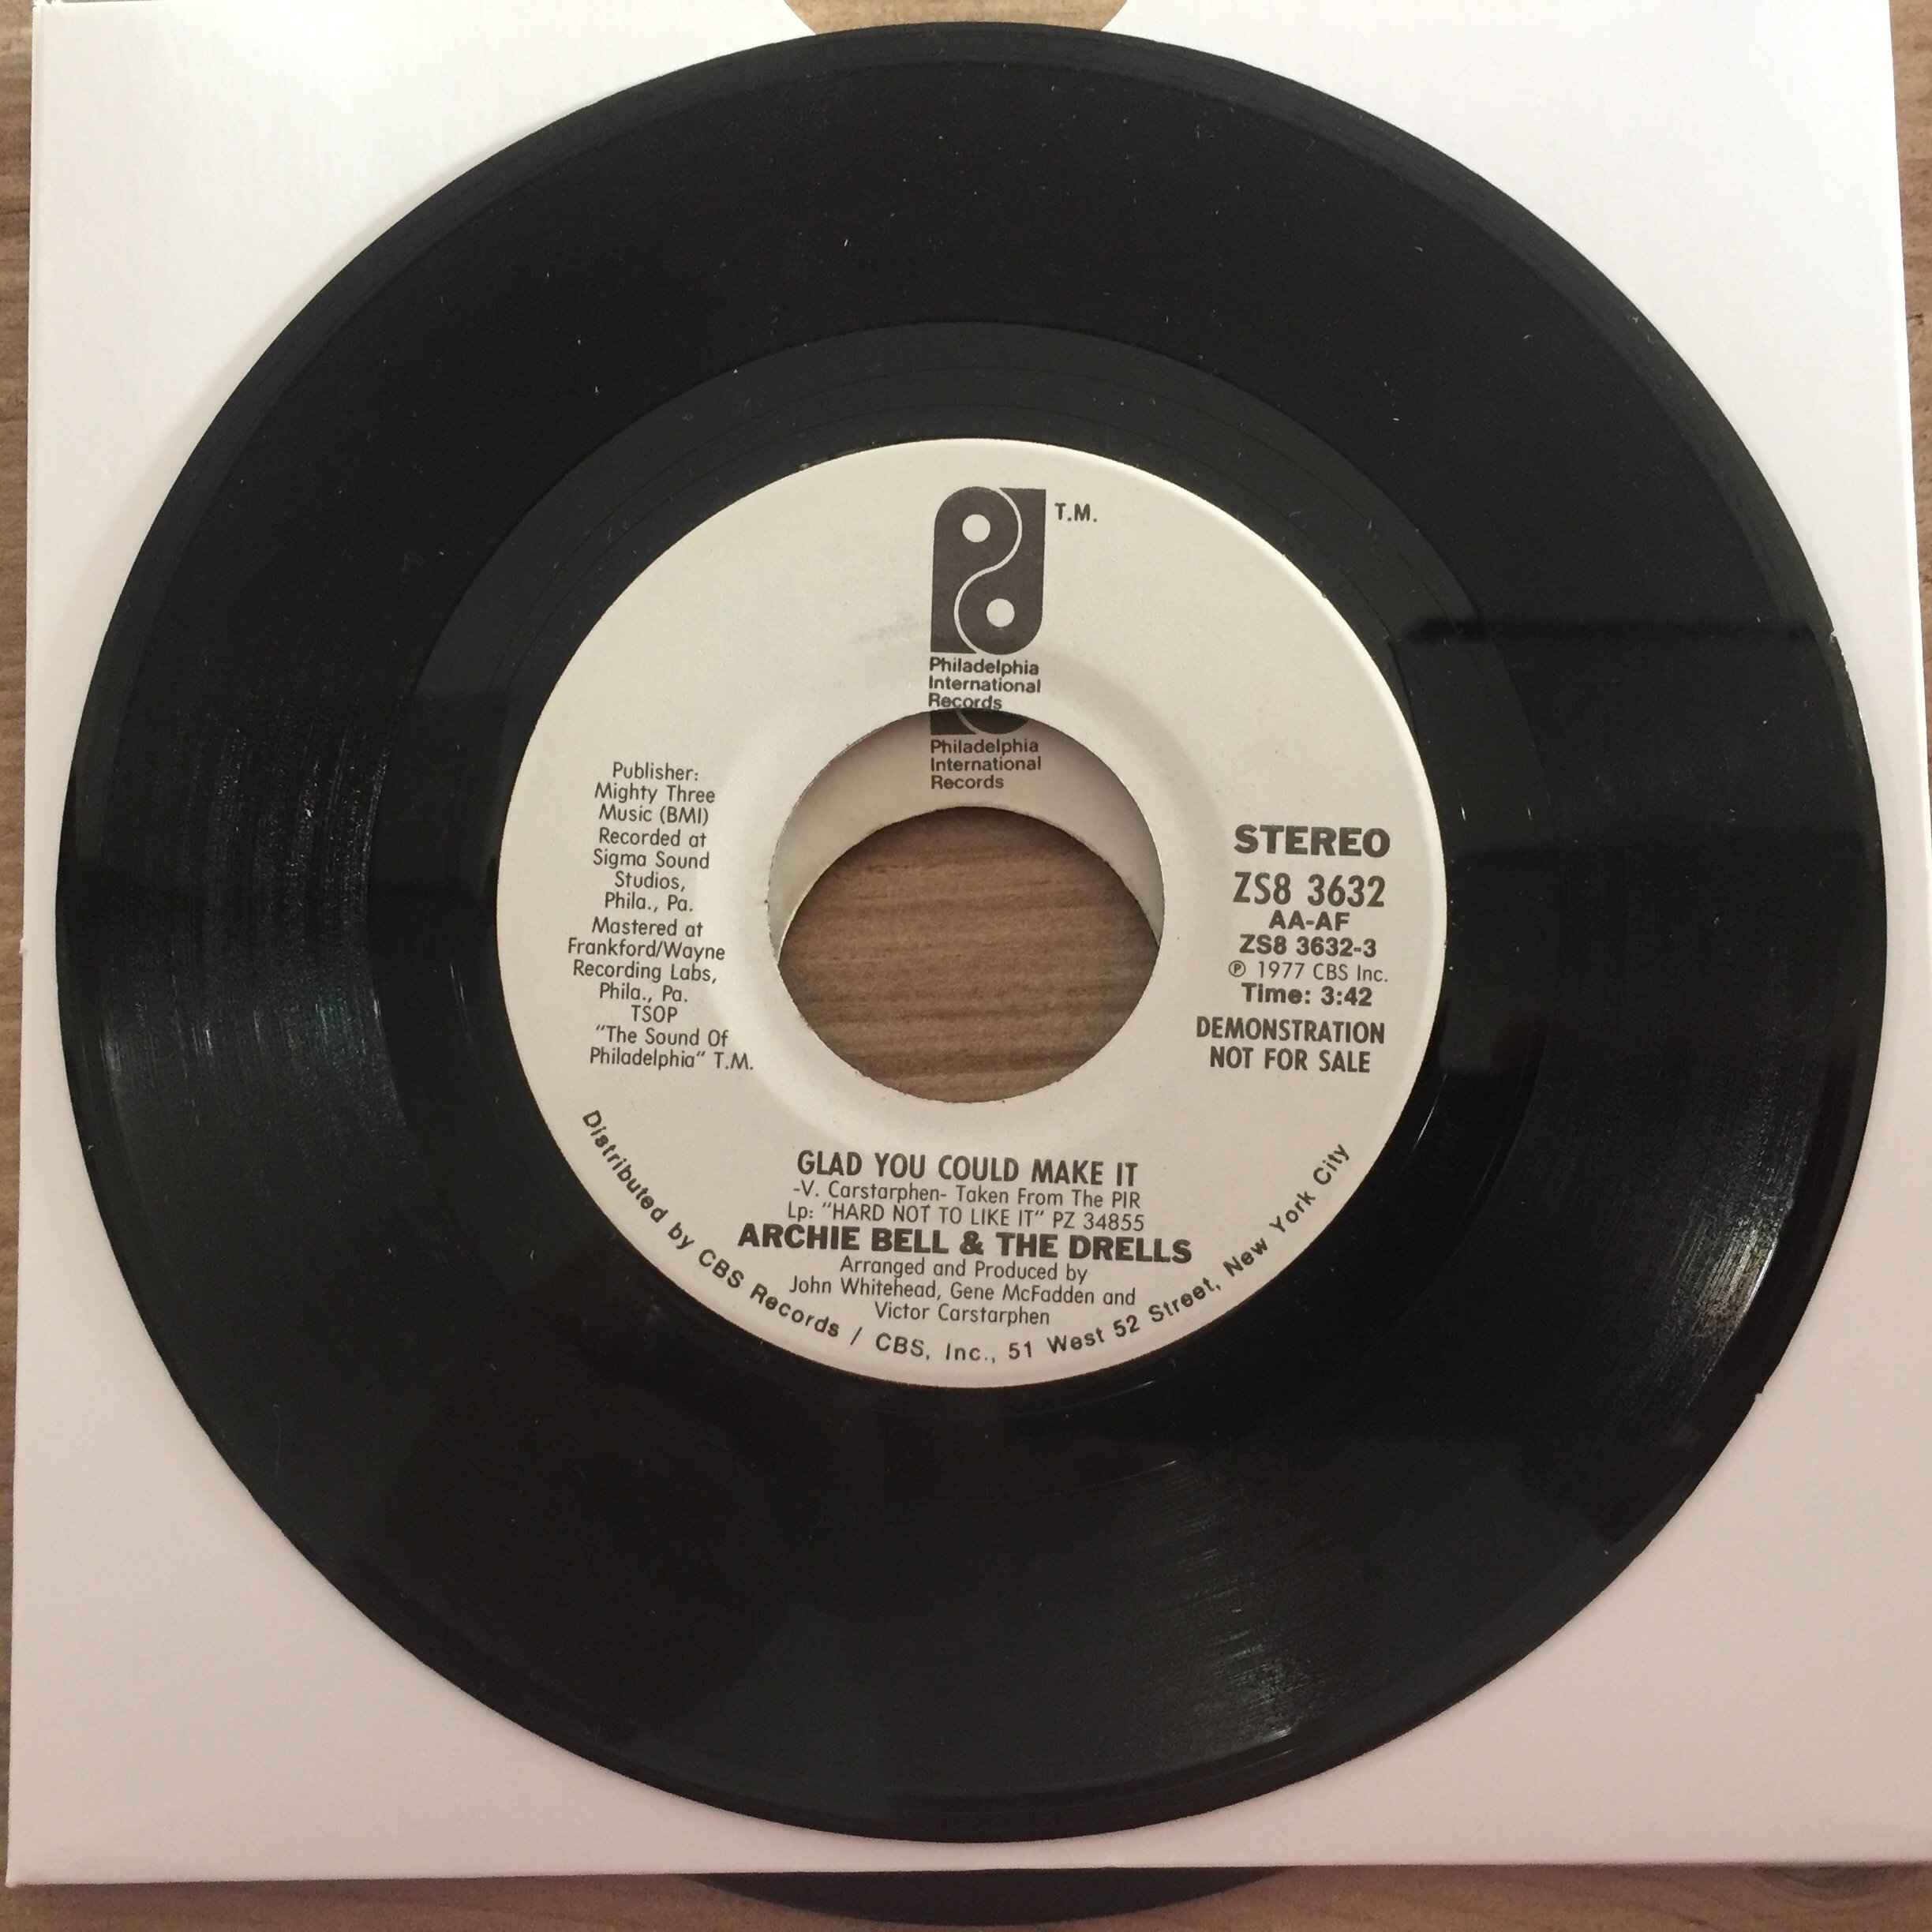 T.M.
Philadelphia
International
Records
Philadelphia
International
Records
Publisher:
Mighty Three
Music (BMI)
Recorded at
Sigma Sound
Studios,
Phila., Pa.
Mastered at
Frankford/Wayne
Recording Labs,
Phila., Pa.
TSOP
"The Sound Of
Philadelphia" T.M.
STEREO
ZS8 3632
AA-AF
ZS8 3632-3
℗ 1977 CBS Inc.
Time: 3:42
DEMONSTRATION
NOT FOR SALE
GLAD YOU COULD MAKE IT
-V. Carstarphen- Taken From The PIR
Lp: "HARD NOT TO LIKE IT" PZ 34855
ARCHIE BELL & THE DRELLS
Arranged and Produced by
John Whitehead, Gene McFadden and
Victor Carstarphen
Distributed by CBS Records / CBS, Inc., 51 West 52 Street, New York City